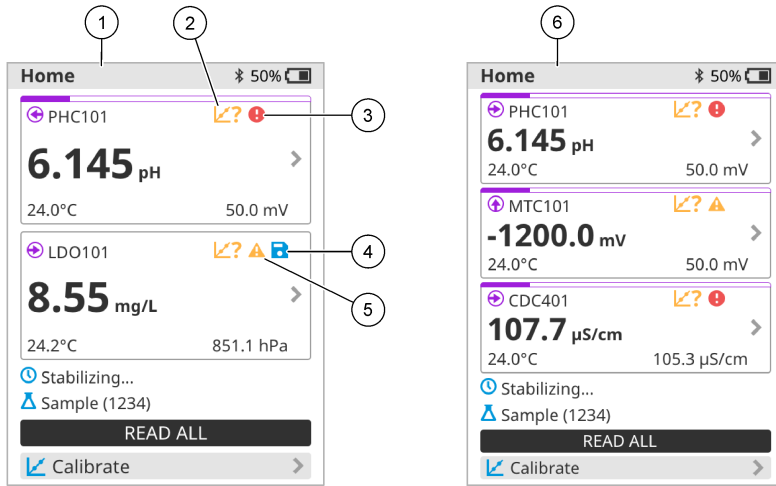 1
2
6
Home 50%
PHC101 ?
3
6.145 pH
24.0°C 50.0 mV
LDO101 ?
4
8.55 mg/L
5
24.2°C 851.1 hPa
Stabilizing...
Sample (1234)
READ ALL
Calibrate
Home 50%
PHC101 ?
6.145 pH
24.0°C 50.0 mV
MTC101 ?
-1200.0 mV
24.0°C 50.0 mV
CDC401 ?
107.7 µS/cm
24.0°C 105.3 µS/cm
Stabilizing...
Sample (1234)
READ ALL
Calibrate